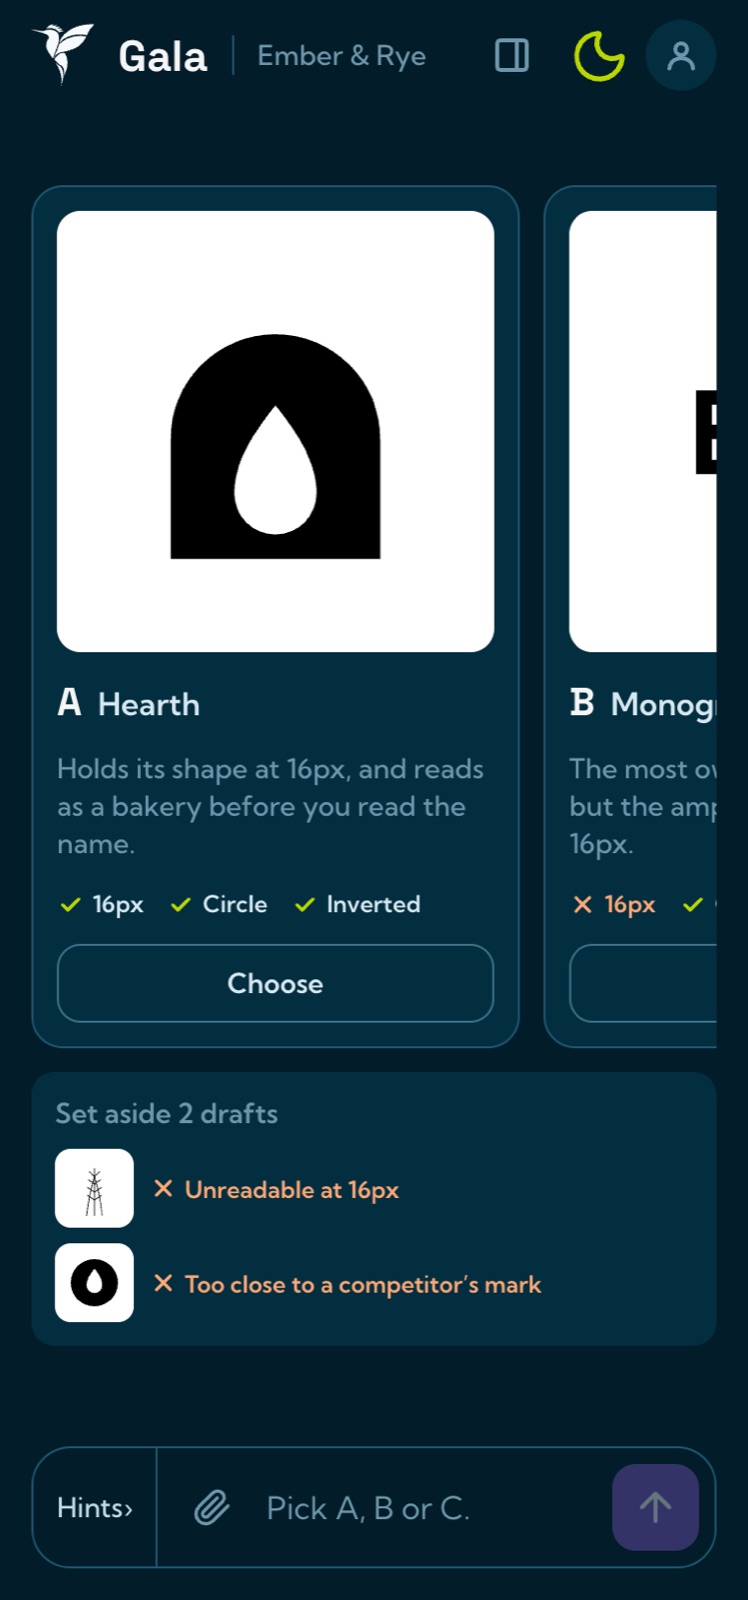 Gala
Ember & Rye
A Hearth
Holds its shape at 16px, and reads
as a bakery before you read the
name.
16px Circle Inverted
Choose
B
The most
but the
16px.
16px
Set aside 2 drafts
Unreadable at 16px
Too close to a competitor’s mark
Hints›
Pick A, B or C.